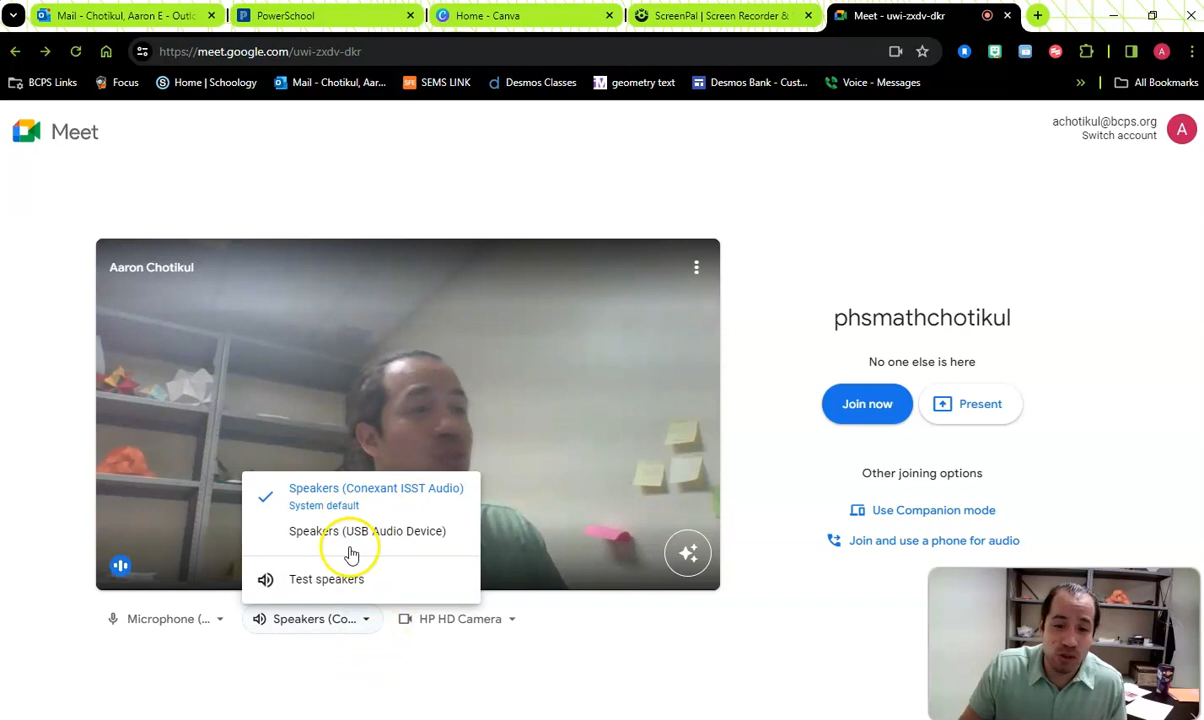 Mail - Chotikul, Aaron E - Outlo
PowerSchool
Home - Canva
ScreenPal | Screen Recorder &
Meet - uwi-zxdv-dkr
https://meet.google.com/uwi-zxdv-dkr
BCPS Links
Focus
Home | Schoology
Mail - Chotikul, Aar...
SFE SEMS LINK
Desmos Classes
geometry text
Desmos Bank - Cust...
Voice - Messages
All Bookmarks
Meet
achotikul@bcps.org
Switch account
A
Aaron Chotikul
phsmathchotikul
No one else is here
Join now
Present
Other joining options
Use Companion mode
Join and use a phone for audio
Speakers (Conexant ISST Audio)
System default
Speakers (USB Audio Device)
Test speakers
Microphone (...
Speakers (Co...
HP HD Camera